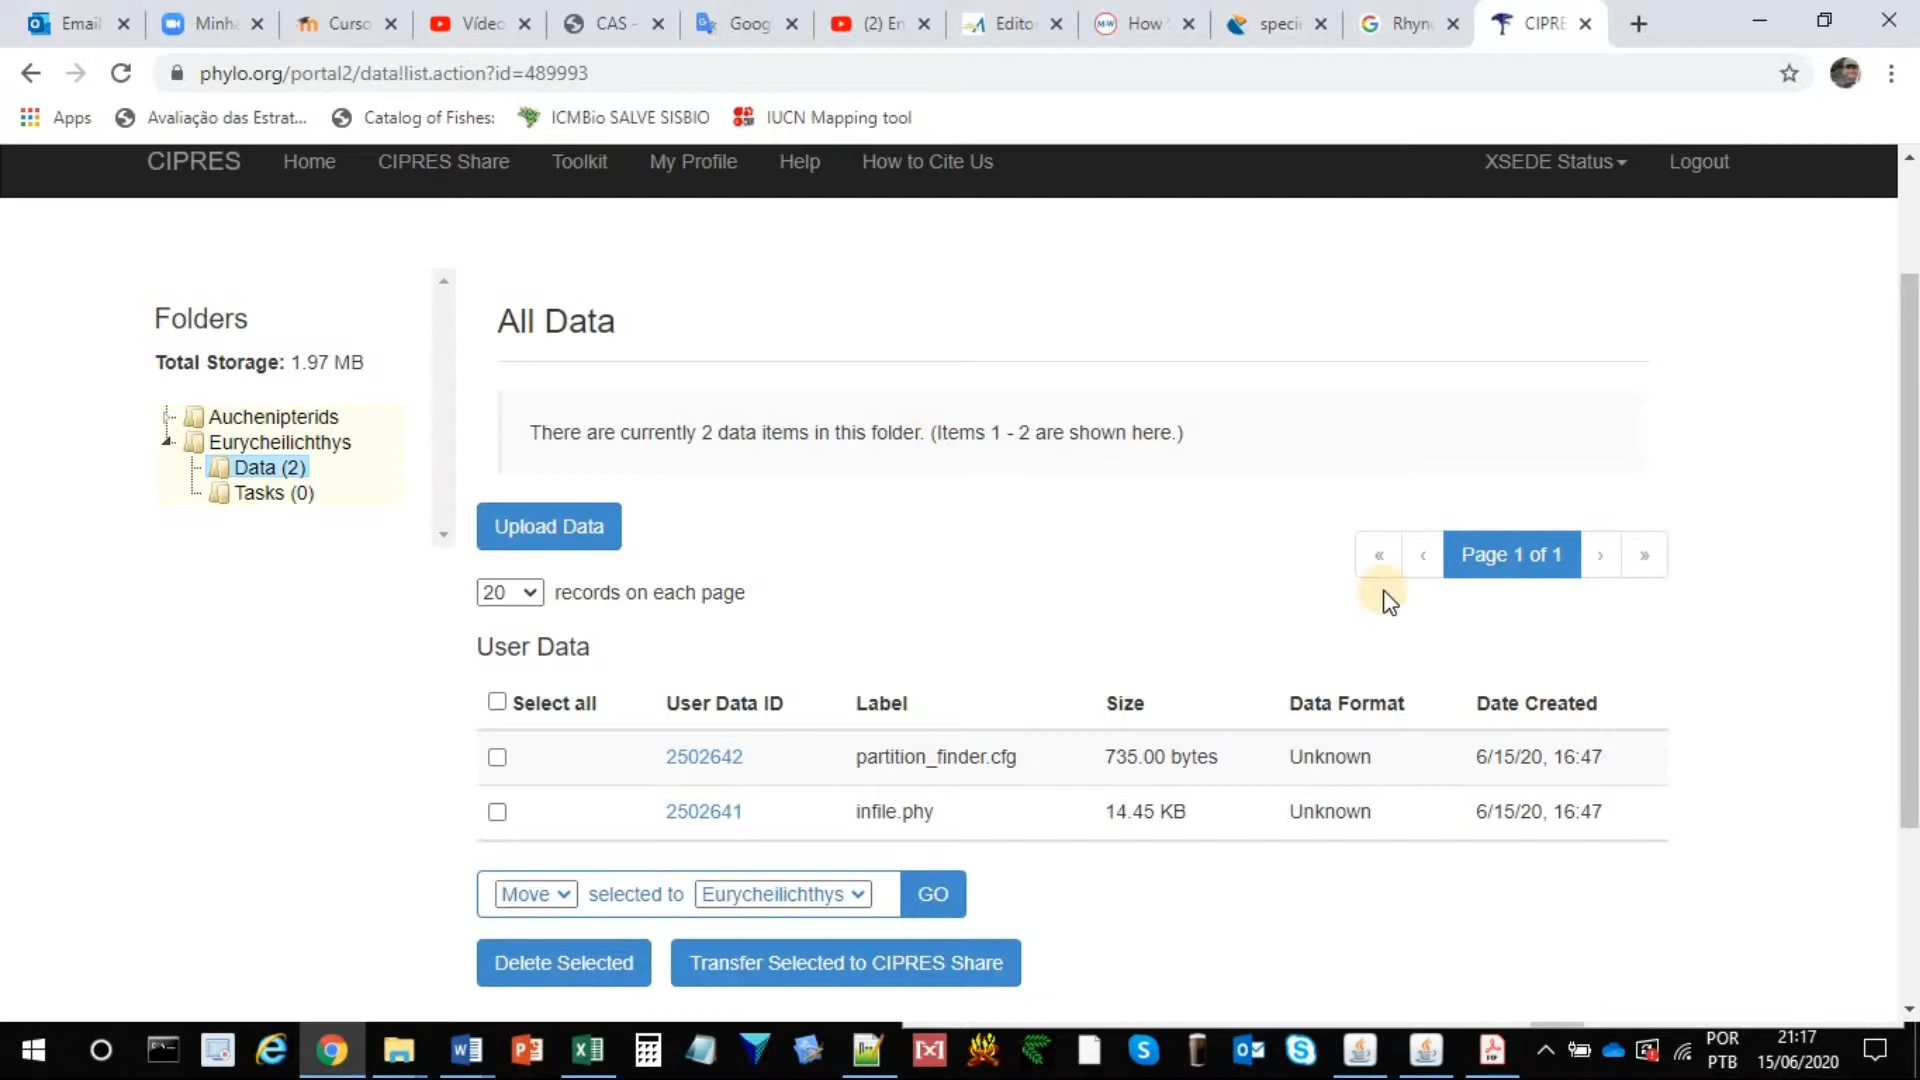 Email
Minh
Curso
Vídeo
CAS -
Goog
(2) En
Edito
How
speci
Rhyn
CIPRE
phylo.org/portal2/data!list.action?id=489993
Apps
Avaliação das Estrat...
Catalog of Fishes:
ICMBio SALVE SISBIO
IUCN Mapping tool
CIPRES Home CIPRES Share Toolkit My Profile Help How to Cite Us XSEDE Status Logout
Folders
Total Storage: 1.97 MB
Auchenipterids
Eurycheilichthys
Data (2)
Tasks (0)
All Data
There are currently 2 data items in this folder. (Items 1 - 2 are shown here.)
Upload Data
« ‹ Page 1 of 1 › »
20 records on each page
User Data
Select all User Data ID Label Size Data Format Date Created
2502642 partition_finder.cfg 735.00 bytes Unknown 6/15/20, 16:47
2502641 infile.phy 14.45 KB Unknown 6/15/20, 16:47
Move selected to Eurycheilichthys GO
Delete Selected
Transfer Selected to CIPRES Share
POR
PTB
21:17
15/06/2020